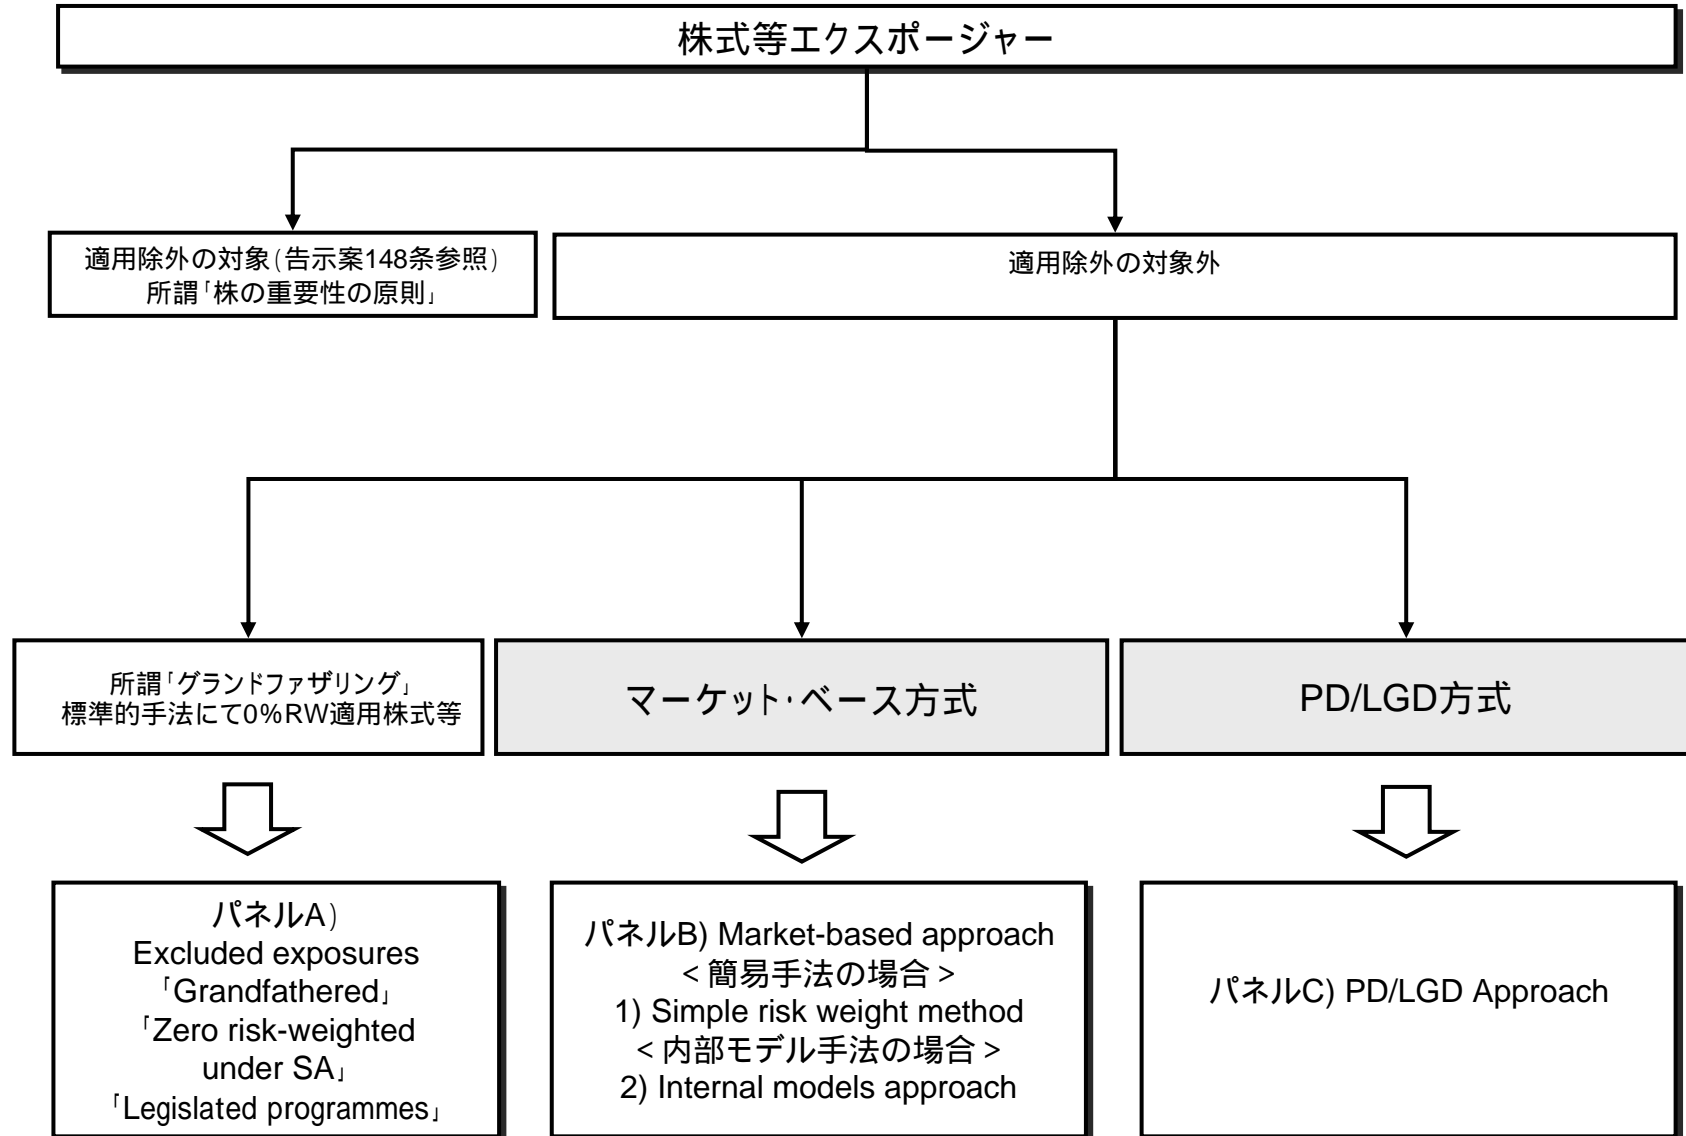 株式等エクスポージャー
適用除外の対象(告示案148条参照)
所謂「株の重要性の原則」
適用除外の対象外
所謂「グランドファザリング」
標準的手法にて0%RW適用株式等
マーケット・ベース方式
PD/LGD方式
パネルA)
Excluded exposures
「Grandfathered」
「Zero risk-weighted
under SA」
「Legislated programmes」
パネルB) Market-based approach
<簡易手法の場合>
1) Simple risk weight method
<内部モデル手法の場合>
2) Internal models approach
パネルC) PD/LGD Approach